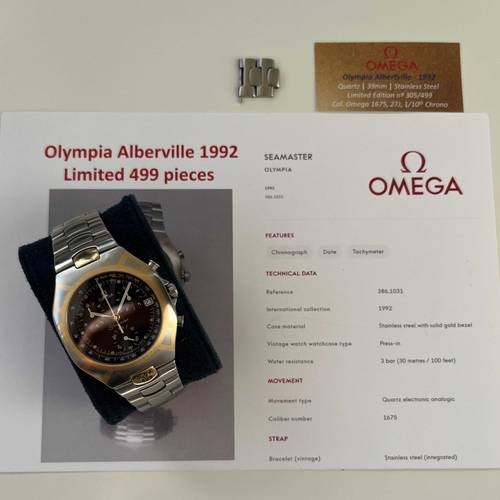 OMEGA
Olympia Albertville - 1992
Quartz | 39mm | Stainless Steel
Limited Edition nº 305/499
Cal. Omega 1675, 27J, 1/10ᵗʰ Chrono
Olympia Alberville 1992
Limited 499 pieces
SEAMASTER
OLYMPIA
1992
386.1031
OMEGA
FEATURES
Chronograph Date Tachymeter
TECHNICAL DATA
Reference 386.1031
International collection 1992
Case material Stainless steel with solid gold bezel
Vintage watch watchcase type Press-in
Water resistance 3 bar (30 metres / 100 feet)
MOVEMENT
Movement type Quartz electronic analogic
Caliber number 1675
STRAP
Bracelet (vintage) Stainless steel (integrated)